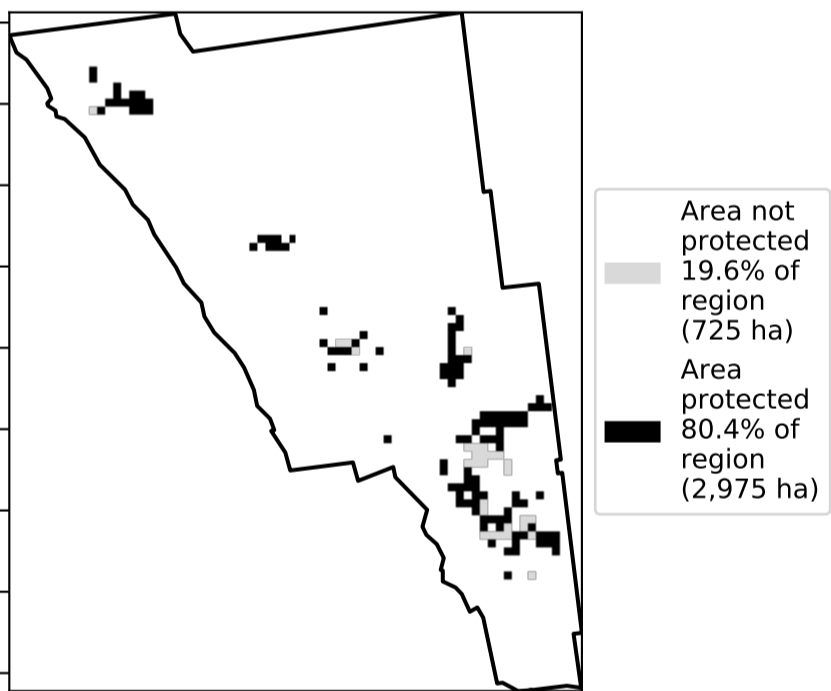 Area not
protected
19.6% of
region
(725 ha)
Area
protected
80.4% of
region
(2,975 ha)